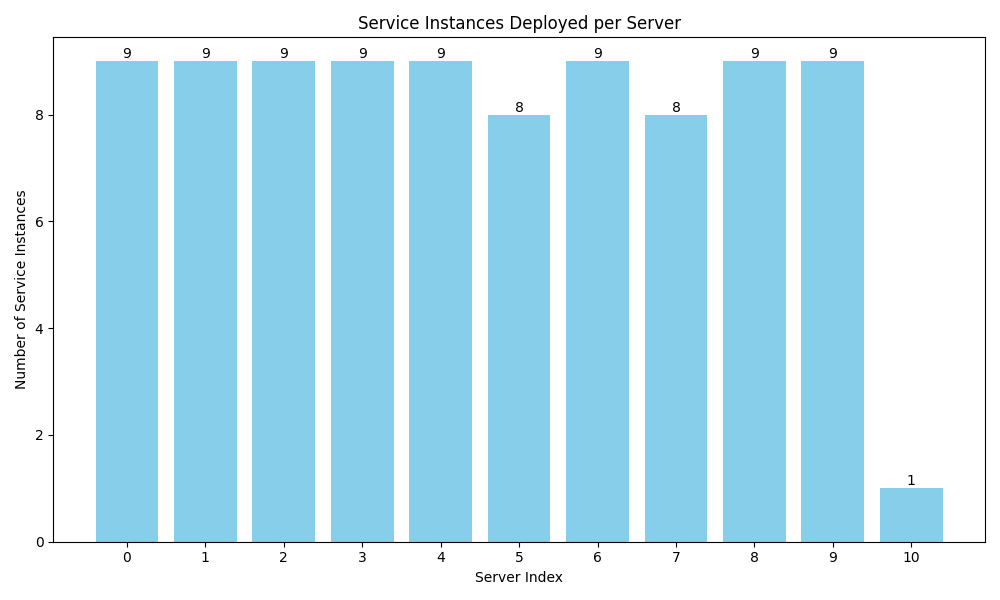 Service Instances Deployed per Server
9 9 9 9 9 8 9 8 9 9 1
Number of Service Instances
8
6
4
2
0
0 1 2 3 4 5 6 7 8 9 10
Server Index